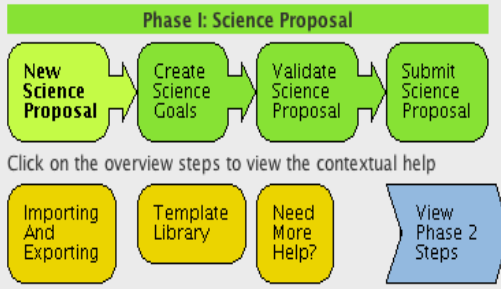 Phase I: Science Proposal
New
Science
Proposal
Create
Science
Goals
Validate
Science
Proposal
Submit
Science
Proposal
Click on the overview steps to view the contextual help
Importing
And
Exporting
Template
Library
Need
More
Help?
View
Phase 2
Steps